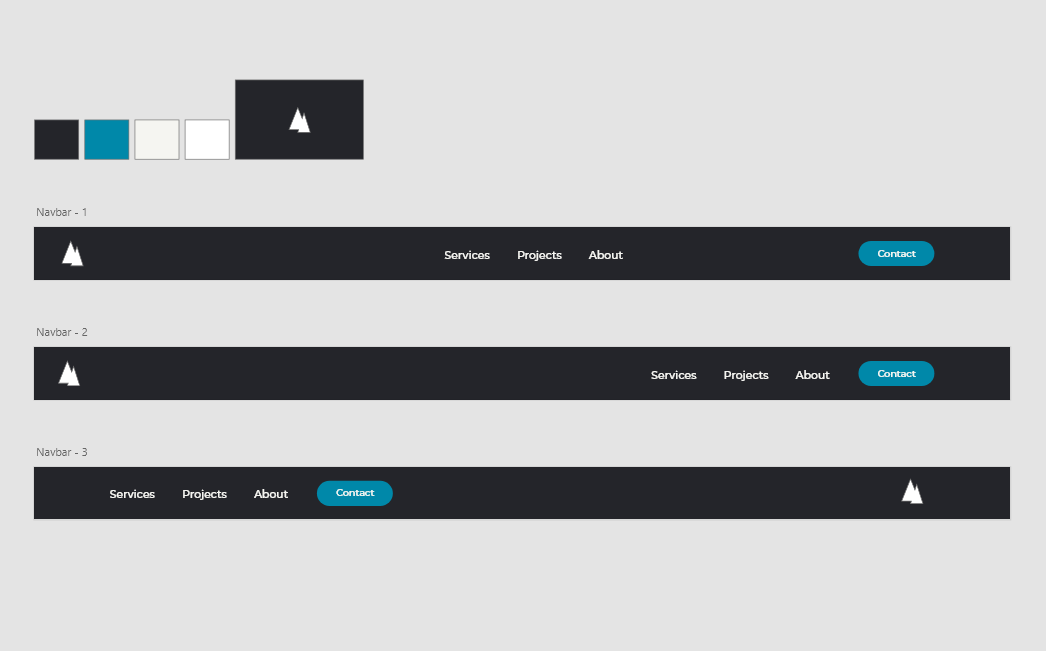 Navbar - 1
Services Projects About Contact
Navbar - 2
Services Projects About Contact
Navbar - 3
Services Projects About Contact